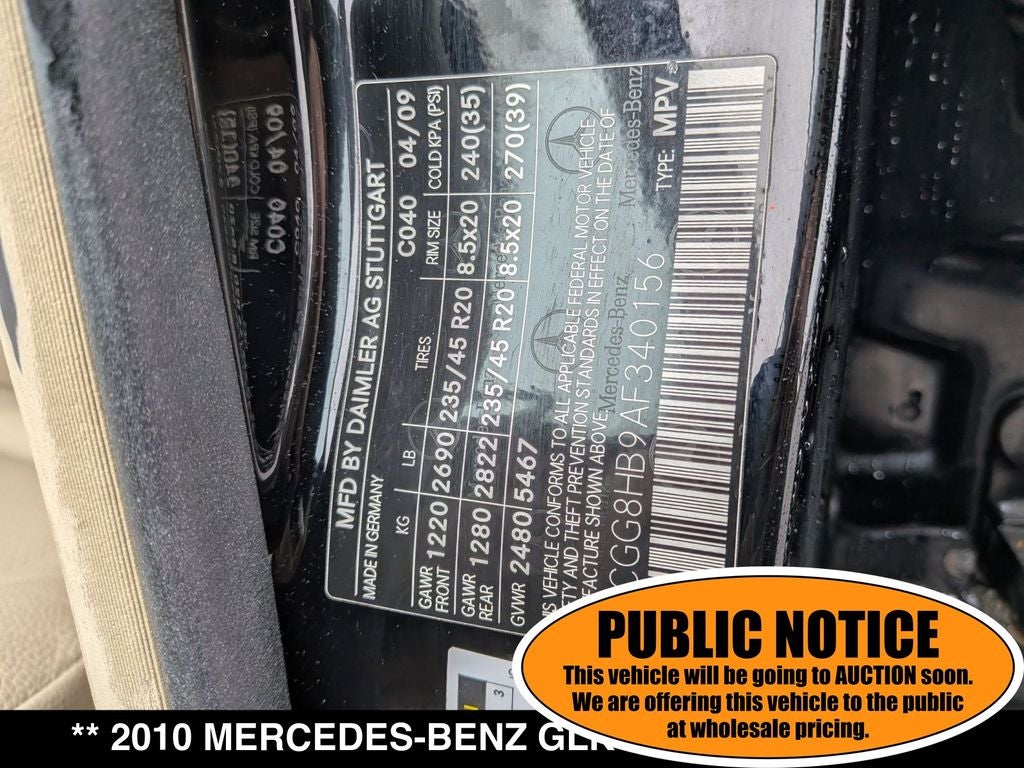 MFD BY DAIMLER AG STUTTGART
MADE IN GERMANY C040 04/09
KG LB TIRES RIM SIZE COLD KPA (PSI)
GAWR FRONT 1220 2690 235/45 R20 8.5x20 240(35)
GAWR REAR 1280 2822 235/45 R20 8.5x20 270(39)
GVWR 2480 5467
VEHICLE CONFORMS TO ALL APPLICABLE FEDERAL MOTOR VEHICLE
AND THEFT PREVENTION STANDARDS IN EFFECT ON THE DATE OF
SHOWN ABOVE.
Mercedes-Benz
Mercedes-Benz
CGG8HB9AF340156 TYPE: MPV
PUBLIC NOTICE
This vehicle will be going to AUCTION soon.
We are offering this vehicle to the public
at wholesale pricing.
** 2010 MERCEDES-BENZ